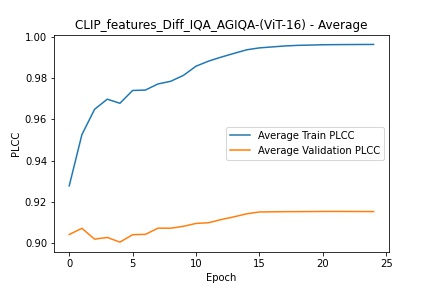 CLIP_features_Diff_IQA_AGIQA-(ViT-16) - Average
1.00
0.98
0.96
0.94
0.92
0.90
PLCC
Average Train PLCC
Average Validation PLCC
0 5 10 15 20 25
Epoch